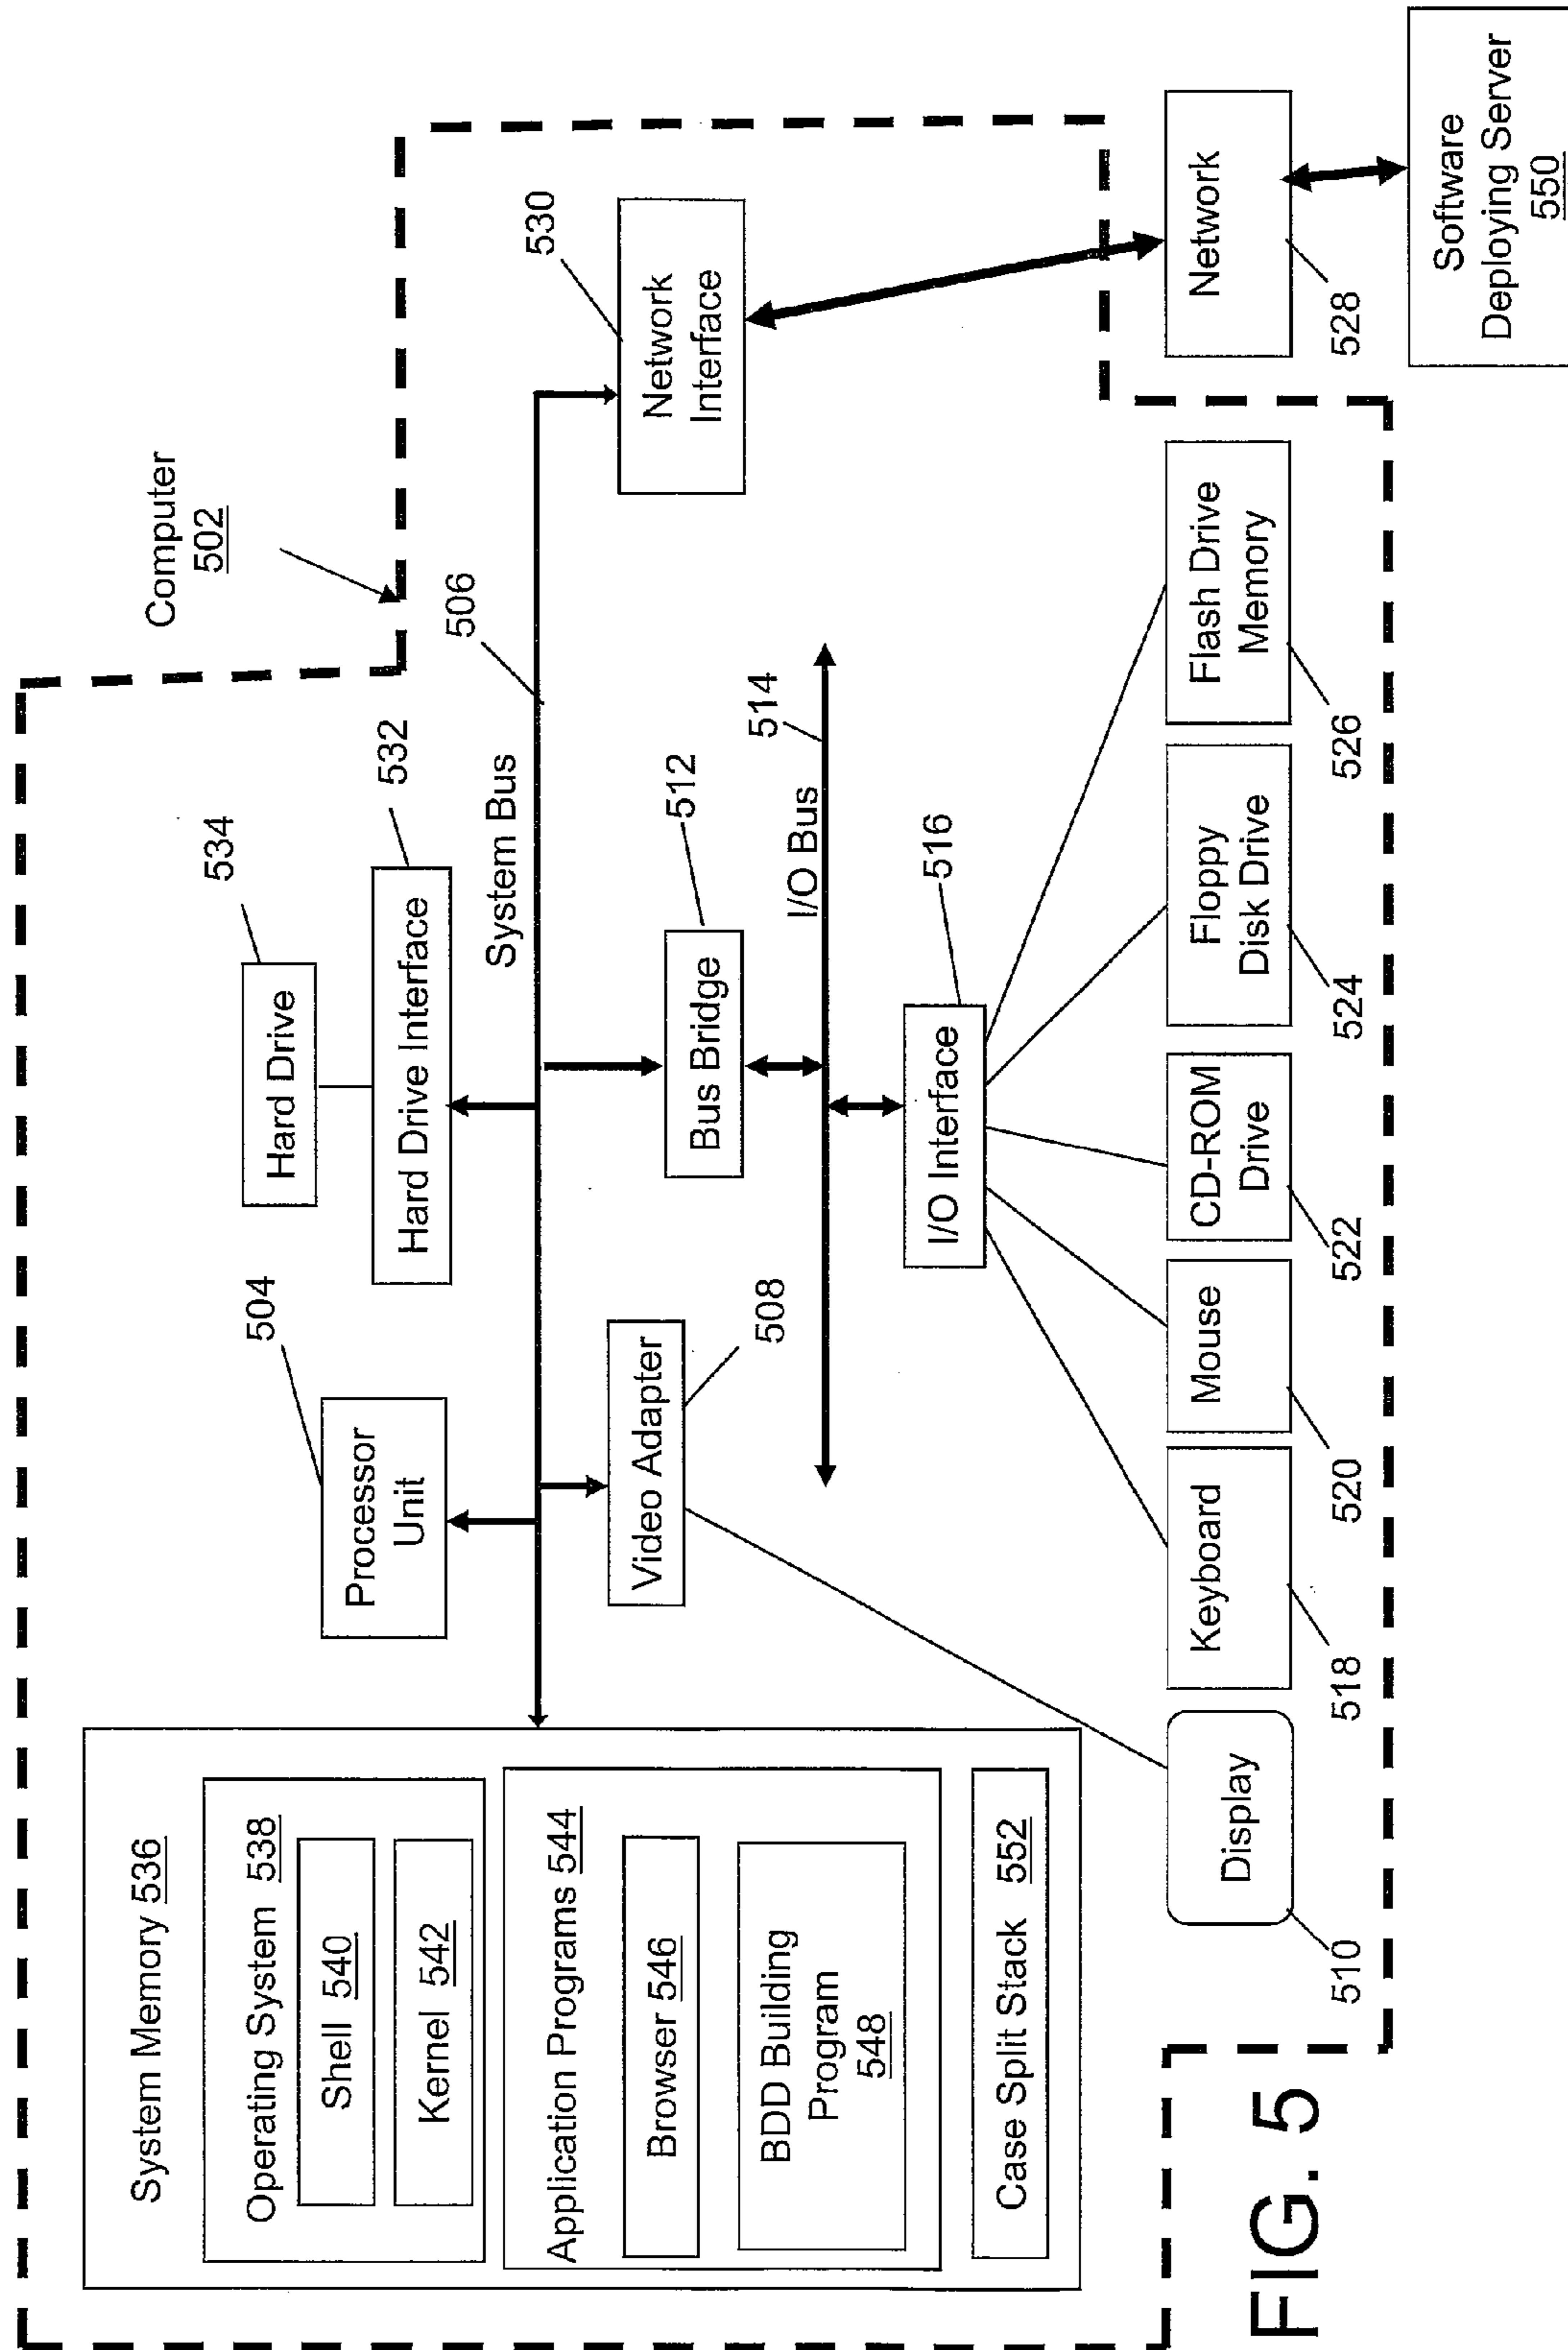 Computer
502
System Memory 536
Operating System 538
Shell 540
Kernel 542
Application Programs 544
Browser 546
BDD Building
Program
548
Case Split Stack 552
504
Processor
Unit
534
Hard Drive
532
Hard Drive Interface
System Bus
506
530
Network
Interface
Video Adapter
508
512
Bus Bridge
514
I/O Bus
516
I/O Interface
Display
510
Keyboard
518
Mouse
520
CD-ROM
Drive
522
Floppy
Disk Drive
524
Flash Drive
Memory
526
Network
528
Software
Deploying Server
550
FIG. 5